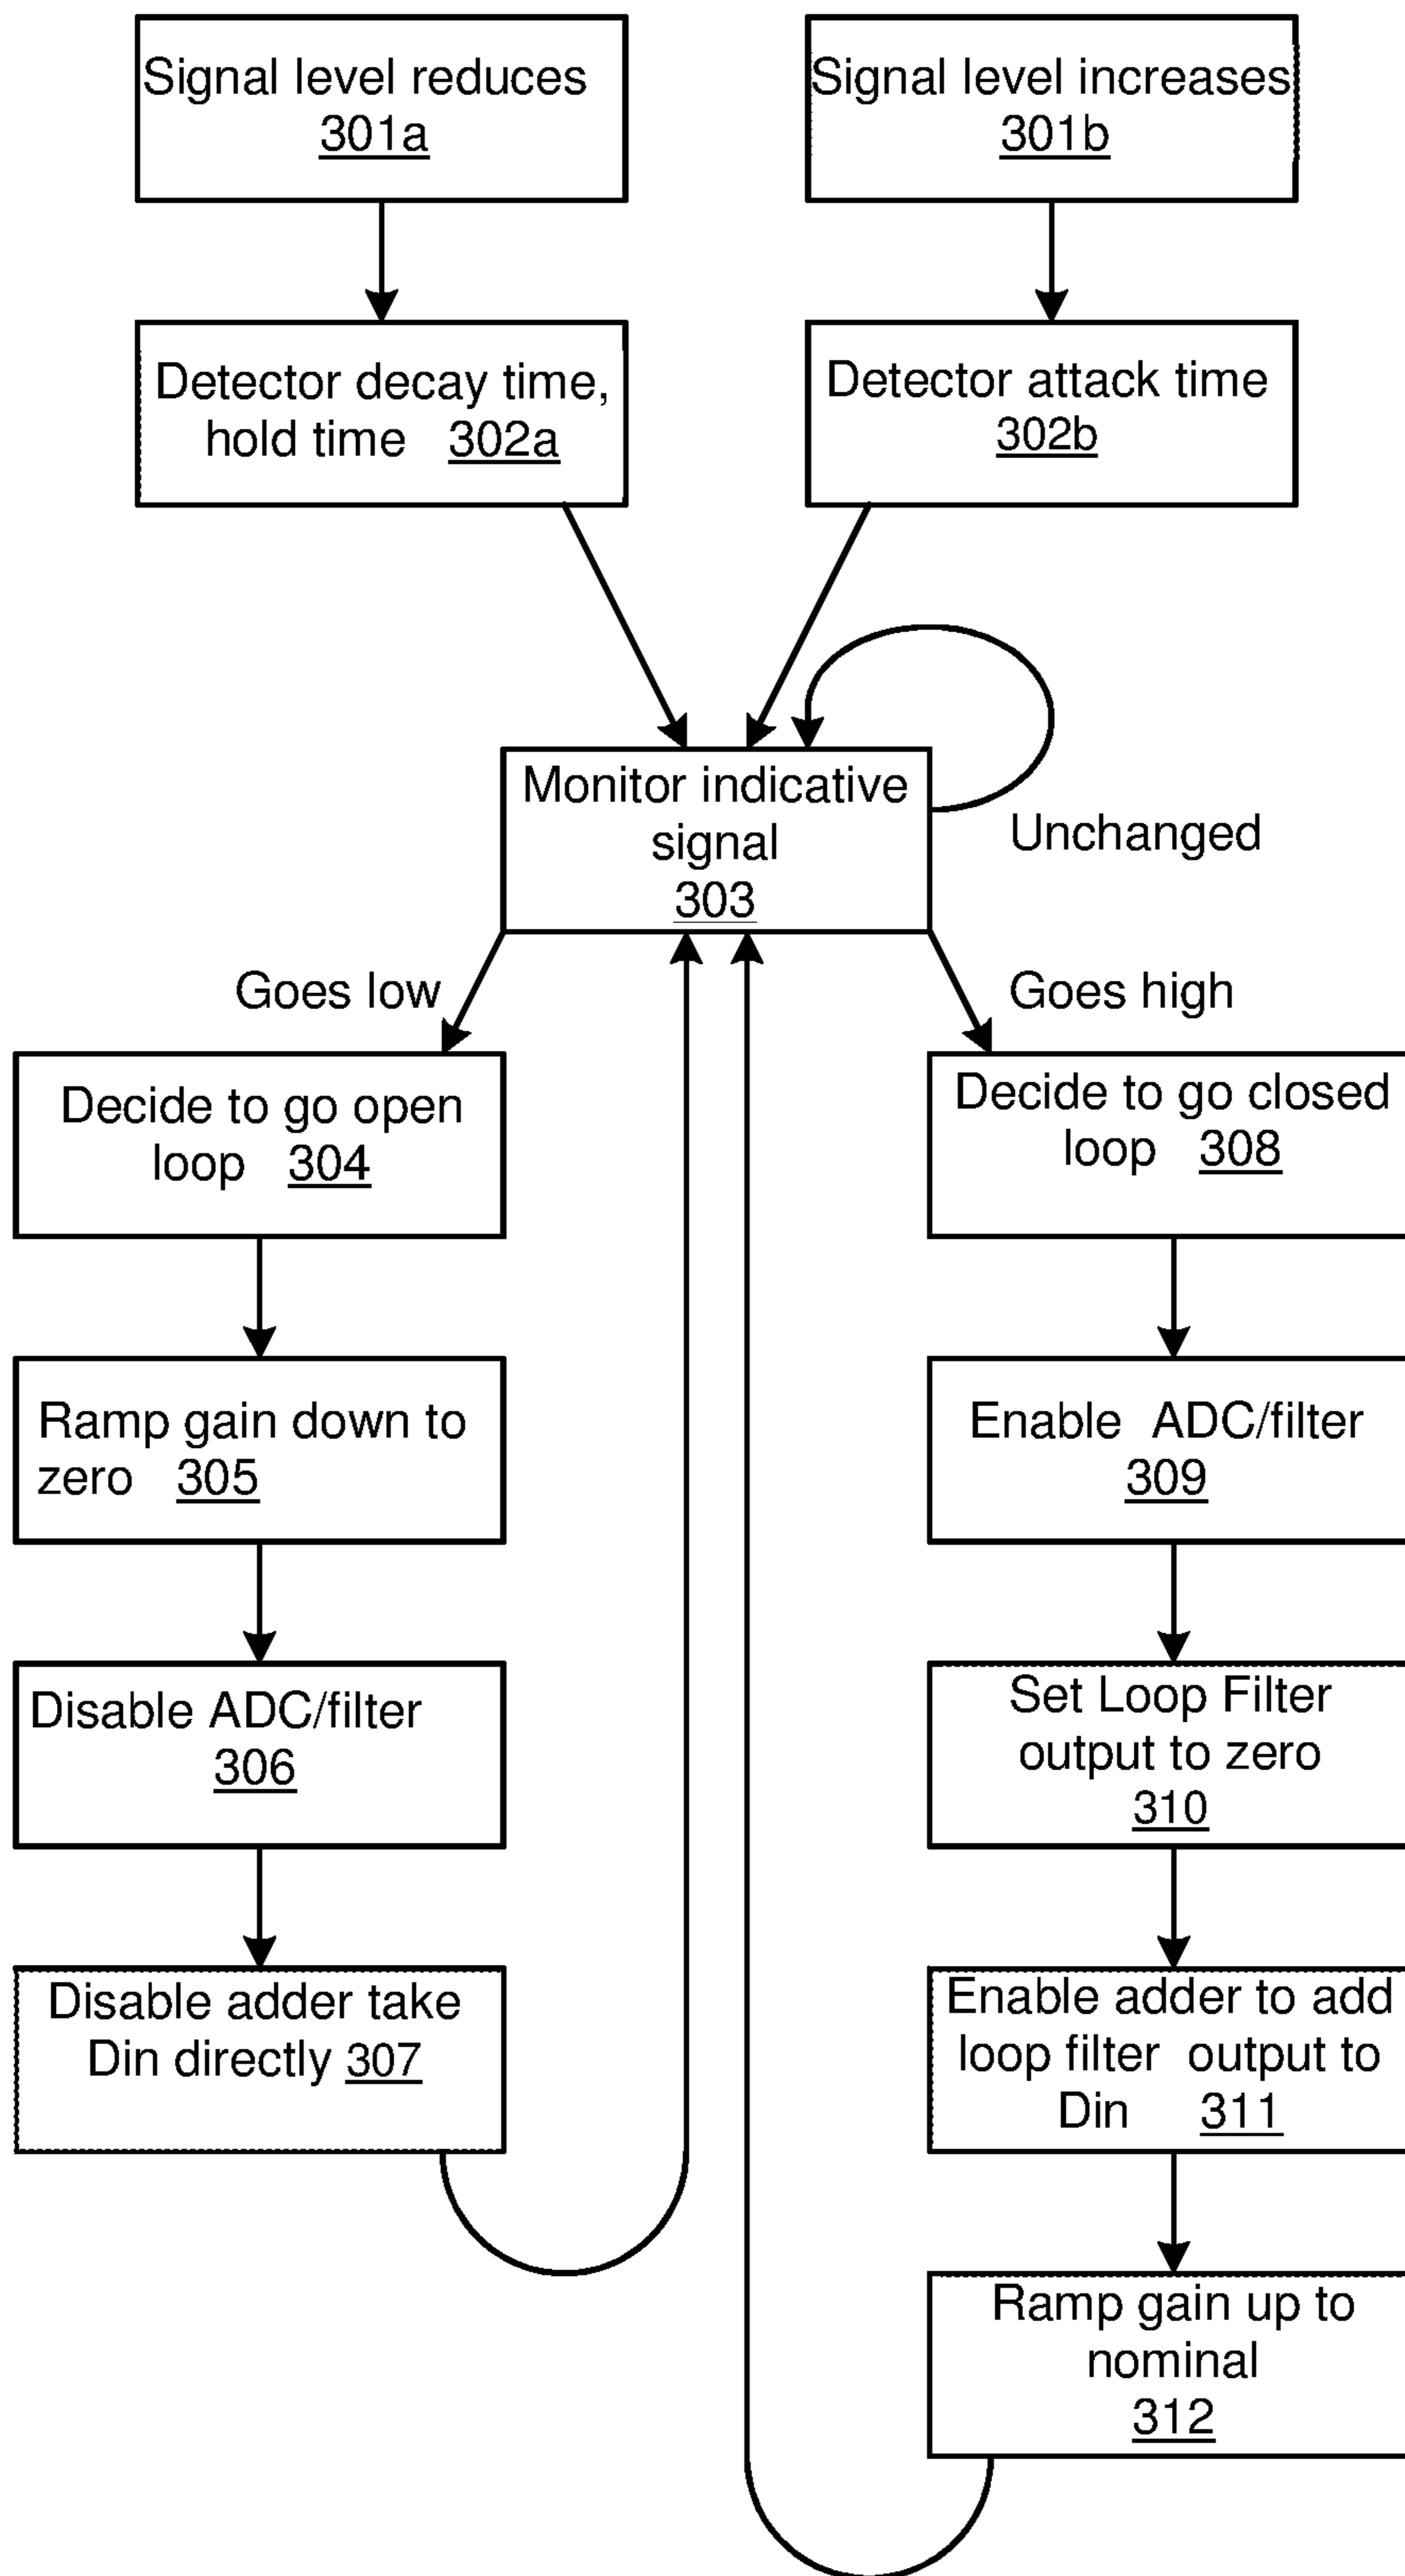 Signal level reduces
301a
Signal level increases
301b
Detector decay time,
hold time 302a
Detector attack time
302b
Monitor indicative
signal
303
Unchanged
Goes low
Goes high
Decide to go open
loop 304
Decide to go closed
loop 308
Ramp gain down to
zero 305
Enable ADC/filter
309
Disable ADC/filter
306
Set Loop Filter
output to zero
310
Disable adder take
Din directly 307
Enable adder to add
loop filter output to
Din 311
Ramp gain up to
nominal
312